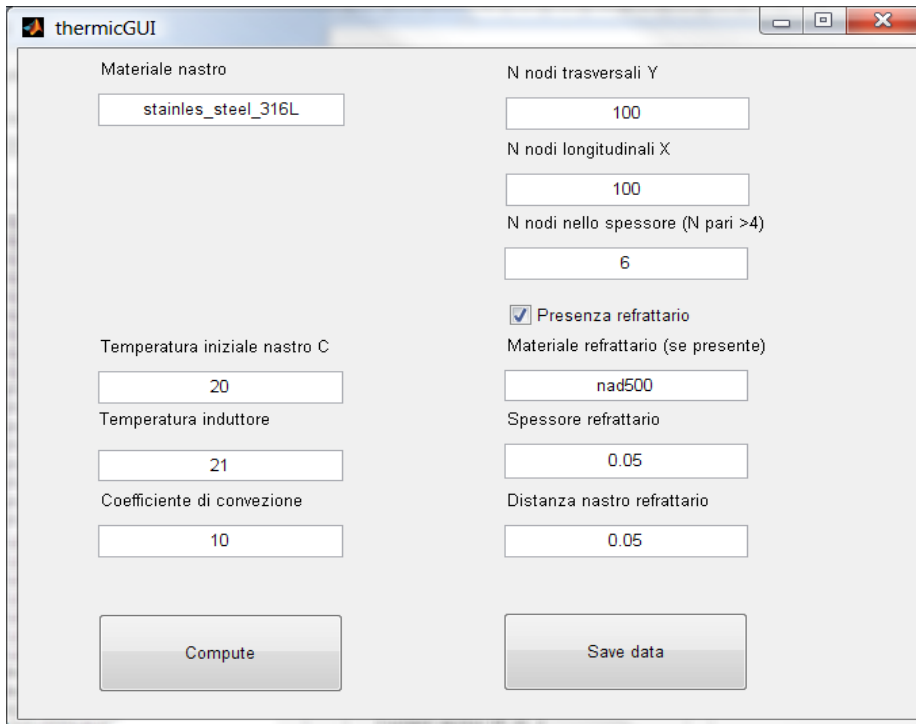 thermicGUI
Materiale nastro
stainles_steel_316L
Temperatura iniziale nastro C
20
Temperatura induttore
21
Coefficiente di convezione
10
Compute
N nodi trasversali Y
100
N nodi longitudinali X
100
N nodi nello spessore (N pari >4)
6
Presenza refrattario
Materiale refrattario (se presente)
nad500
Spessore refrattario
0.05
Distanza nastro refrattario
0.05
Save data